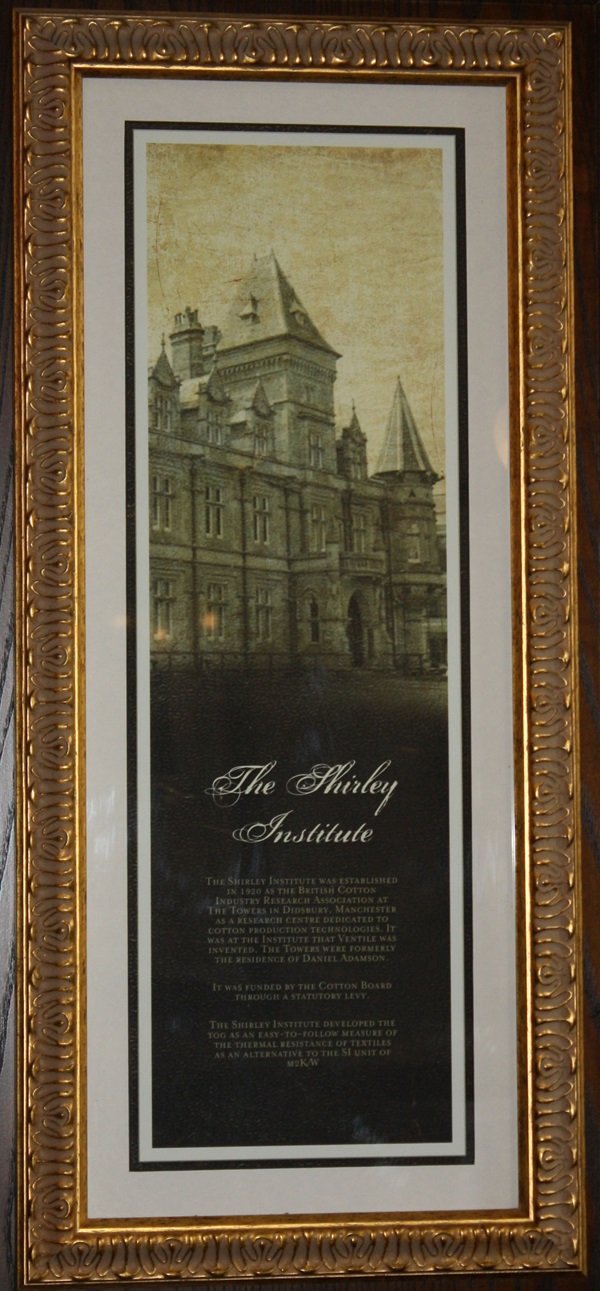 The Shirley
Institute
The Shirley Institute was established
in 1920 as the British Cotton
Industry Research Association at
The Towers in Didsbury, Manchester
as a research centre dedicated to
cotton production technologies. It
was at the Institute that Ventile was
invented. The Towers were formerly
the residence of Daniel Adamson.
It was funded by the Cotton Board
through a statutory levy.
The Shirley Institute developed the
tog as an easy-to-follow measure of
the thermal resistance of textiles
as an alternative to the SI unit of
m2K/W